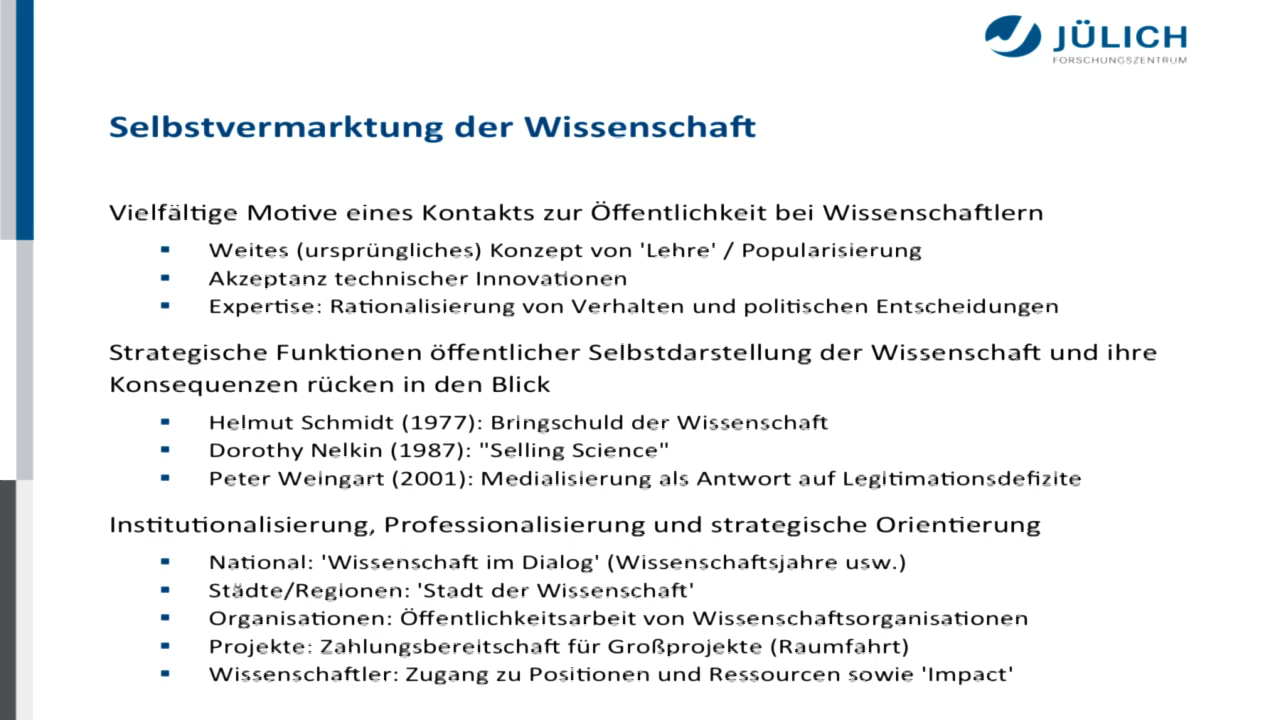 JÜLICH
FORSCHUNGSZENTRUM
Selbstvermarktung der Wissenschaft
Vielfältige Motive eines Kontakts zur Öffentlichkeit bei Wissenschaftlern
▪ Weites (ursprüngliches) Konzept von 'Lehre' / Popularisierung
▪ Akzeptanz technischer Innovationen
▪ Expertise: Rationalisierung von Verhalten und politischen Entscheidungen
Strategische Funktionen öffentlicher Selbstdarstellung der Wissenschaft und ihre
Konsequenzen rücken in den Blick
▪ Helmut Schmidt (1977): Bringschuld der Wissenschaft
▪ Dorothy Nelkin (1987): "Selling Science"
▪ Peter Weingart (2001): Medialisierung als Antwort auf Legitimationsdefizite
Institutionalisierung, Professionalisierung und strategische Orientierung
▪ National: 'Wissenschaft im Dialog' (Wissenschaftsjahre usw.)
▪ Städte/Regionen: 'Stadt der Wissenschaft'
▪ Organisationen: Öffentlichkeitsarbeit von Wissenschaftsorganisationen
▪ Projekte: Zahlungsbereitschaft für Großprojekte (Raumfahrt)
▪ Wissenschaftler: Zugang zu Positionen und Ressourcen sowie 'Impact'